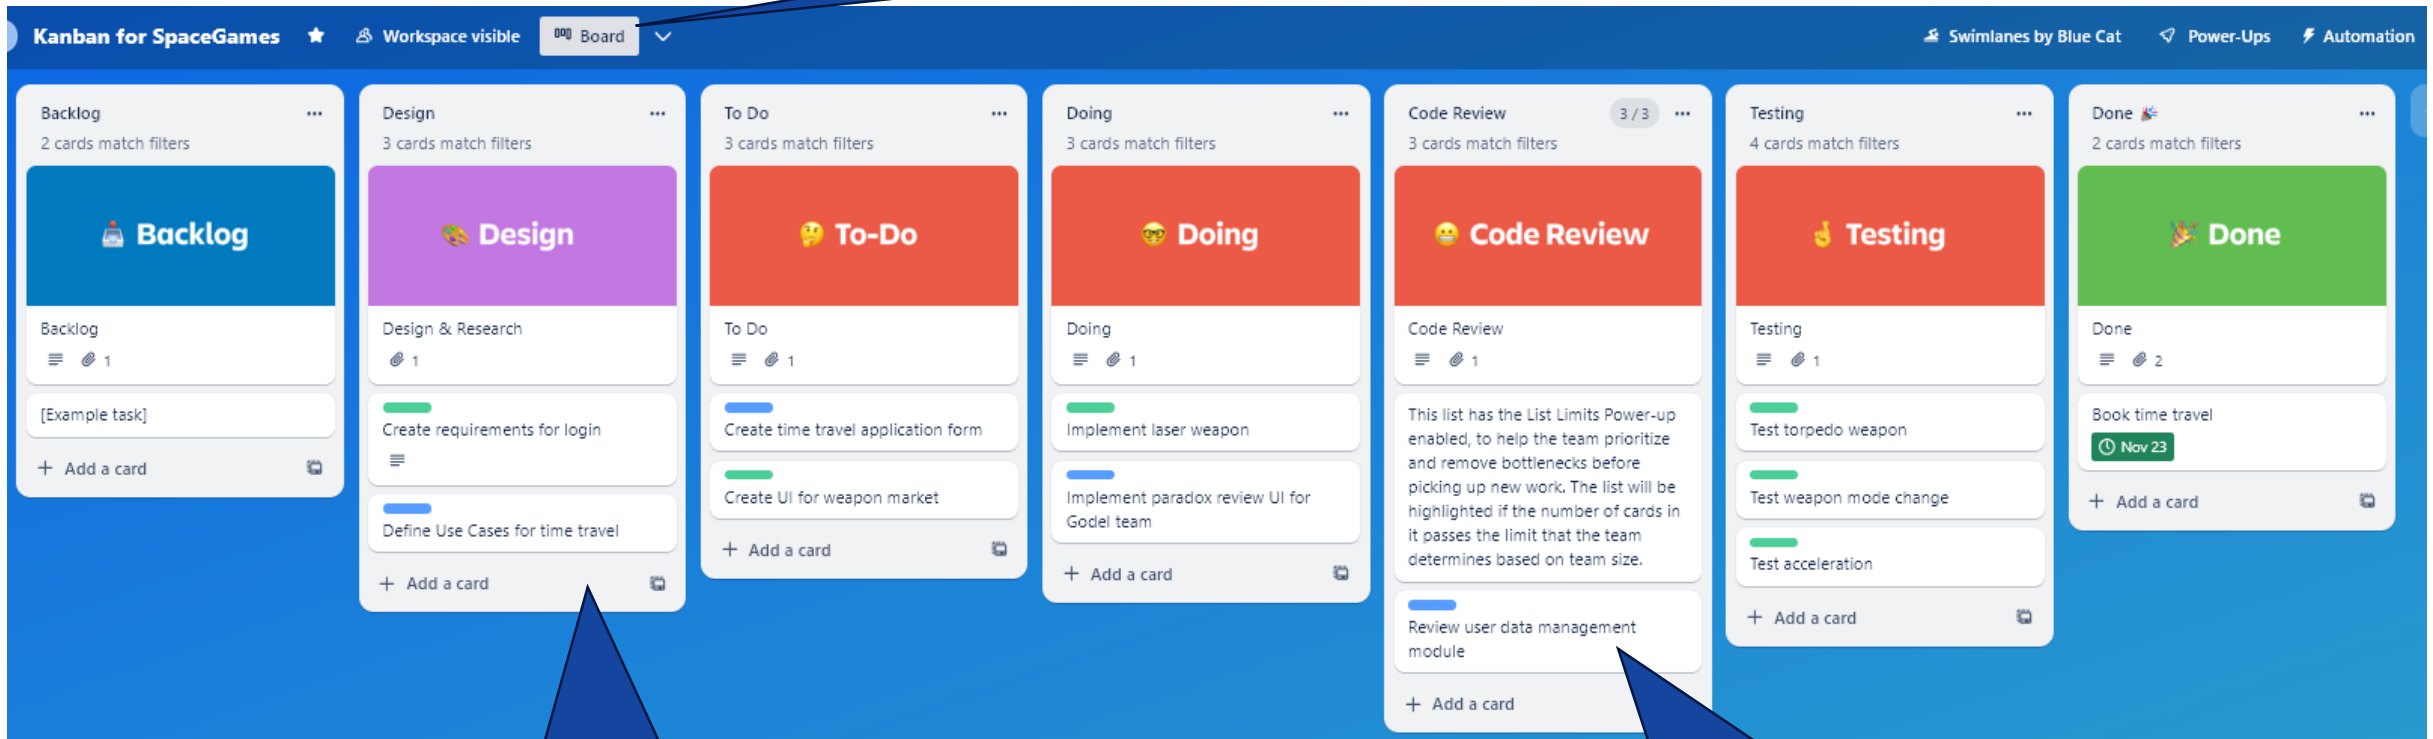 Kanban for SpaceGames
Workspace visible
Board
Swimlanes by Blue Cat
Power-Ups
Automation
Backlog
2 cards match filters
Backlog
Backlog
1
[Example task]
+ Add a card
Design
3 cards match filters
Design
Design & Research
1
Create requirements for login
Define Use Cases for time travel
+ Add a card
To Do
3 cards match filters
To-Do
To Do
1
Create time travel application form
Create UI for weapon market
+ Add a card
Doing
3 cards match filters
Doing
Doing
1
Implement laser weapon
Implement paradox review UI for
Godel team
+ Add a card
Code Review
3 / 3
3 cards match filters
Code Review
Code Review
1
This list has the List Limits Power-up
enabled, to help the team prioritize
and remove bottlenecks before
picking up new work. The list will be
highlighted if the number of cards in
it passes the limit that the team
determines based on team size.
Review user data management
module
+ Add a card
Testing
4 cards match filters
Testing
Testing
1
Test torpedo weapon
Test weapon mode change
Test acceleration
+ Add a card
Done 🎉
2 cards match filters
Done
Done
2
Book time travel
Nov 23
+ Add a card